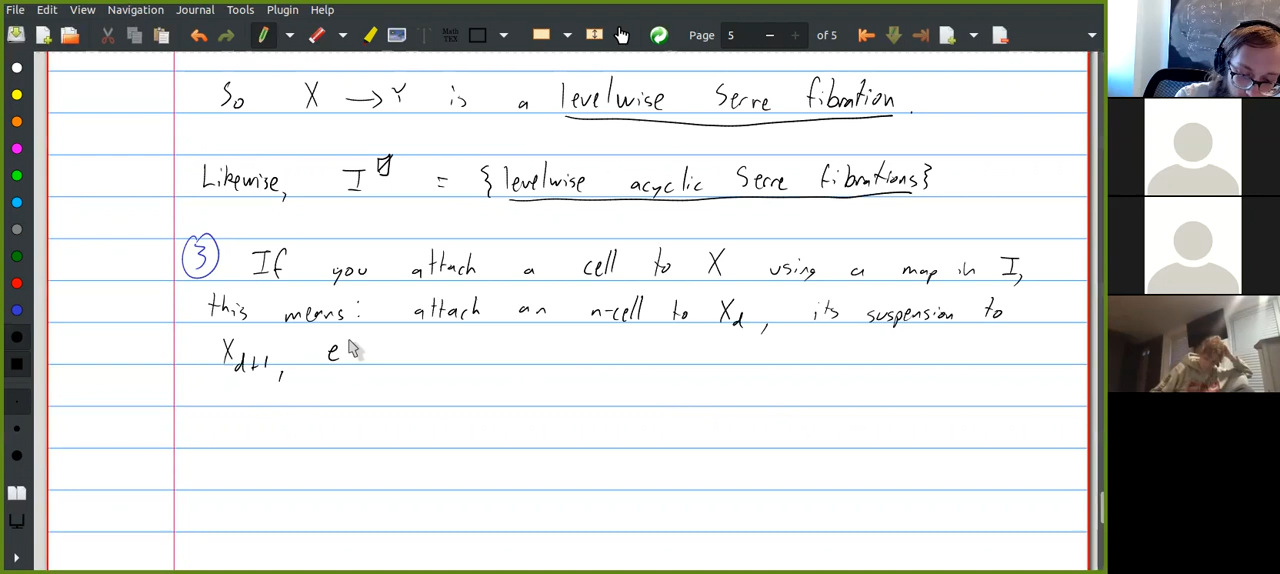 File Edit View Navigation Journal Tools Plugin Help
Math TEX Page 5 of 5
So X → Y is a levelwise Serre fibration.
Likewise, I^⧄ = {levelwise acyclic Serre fibrations}
③ If you attach a cell to X using a map in I,
this means: attach an n-cell to X_d, its suspension to
X_{d+1}, e